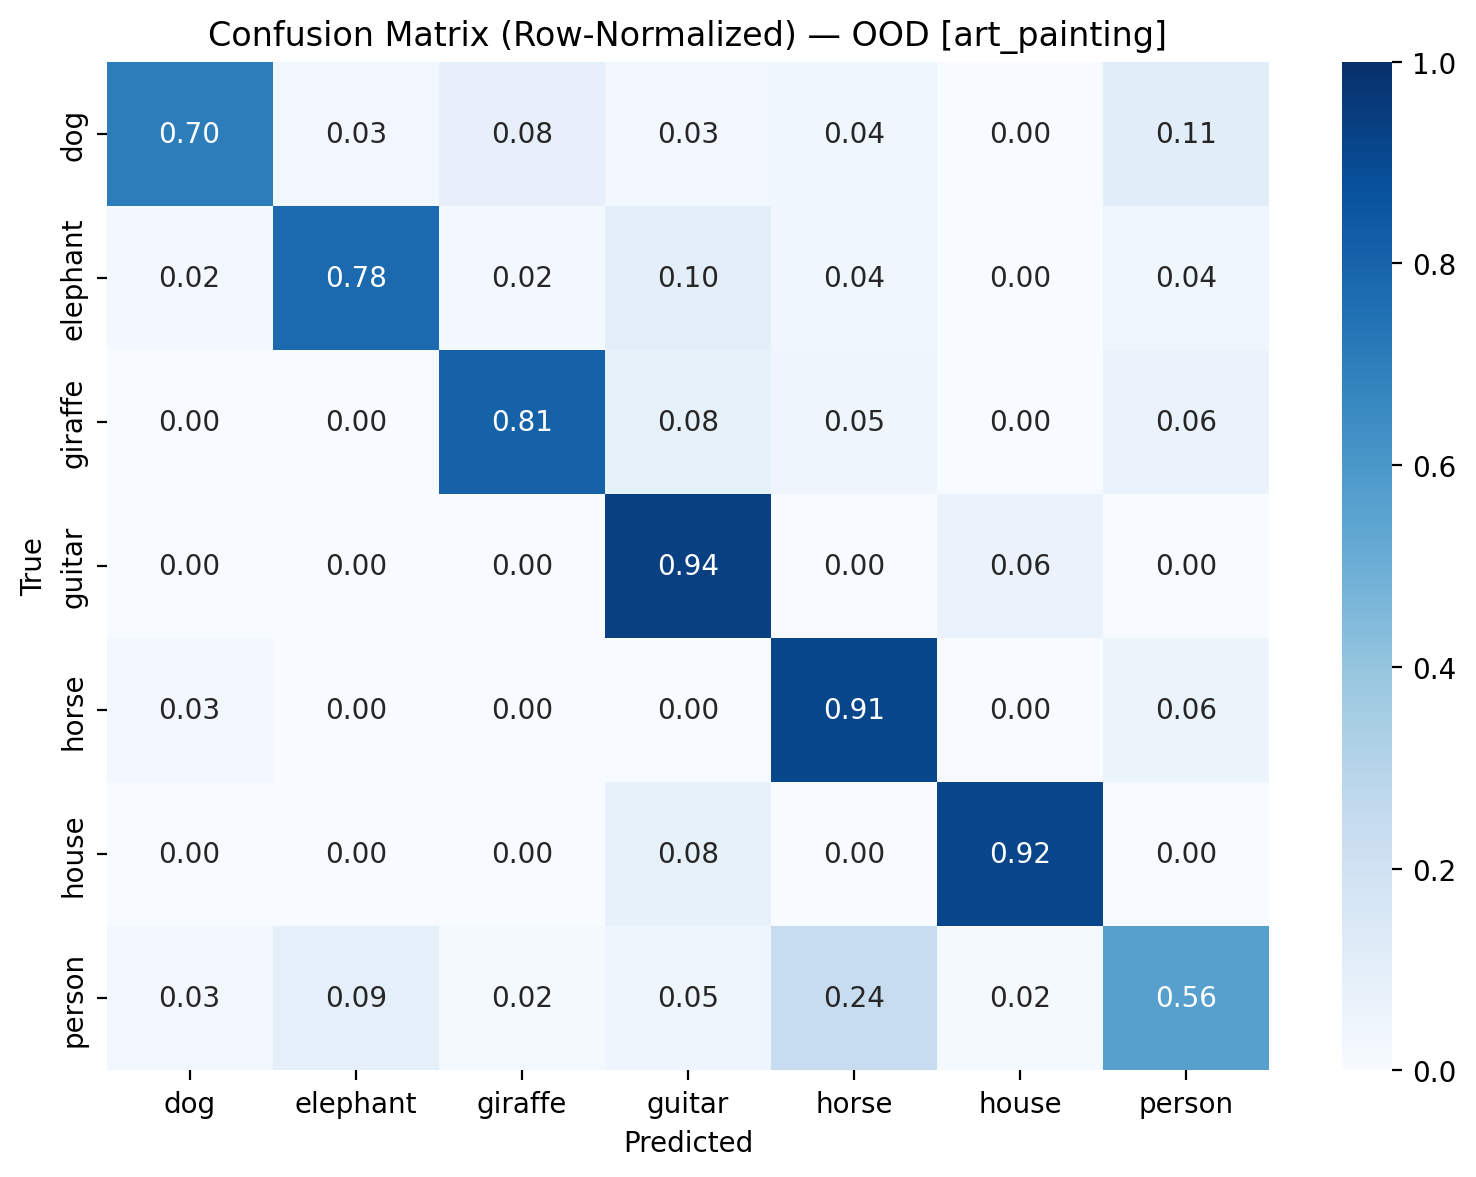 Confusion Matrix (Row-Normalized) — OOD [art_painting]
dog 0.70 0.03 0.08 0.03 0.04 0.00 0.11
elephant 0.02 0.78 0.02 0.10 0.04 0.00 0.04
giraffe 0.00 0.00 0.81 0.08 0.05 0.00 0.06
guitar 0.00 0.00 0.00 0.94 0.00 0.06 0.00
horse 0.03 0.00 0.00 0.00 0.91 0.00 0.06
house 0.00 0.00 0.00 0.08 0.00 0.92 0.00
person 0.03 0.09 0.02 0.05 0.24 0.02 0.56
True
dog elephant giraffe guitar horse house person
Predicted
1.0
0.8
0.6
0.4
0.2
0.0